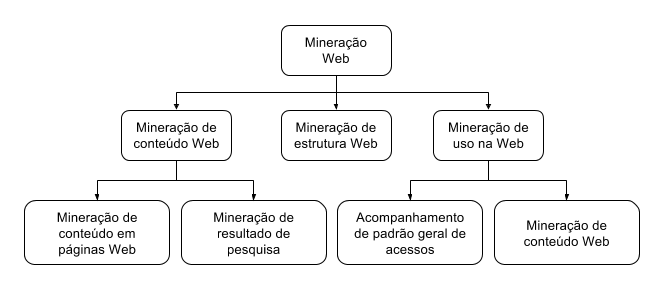 Mineração
Web
Mineração de
conteúdo Web
Mineração de
estrutura Web
Mineração de
uso na Web
Mineração de
conteúdo em
páginas Web
Mineração de
resultado de
pesquisa
Acompanhamento
de padrão geral de
acessos
Mineração de
conteúdo Web